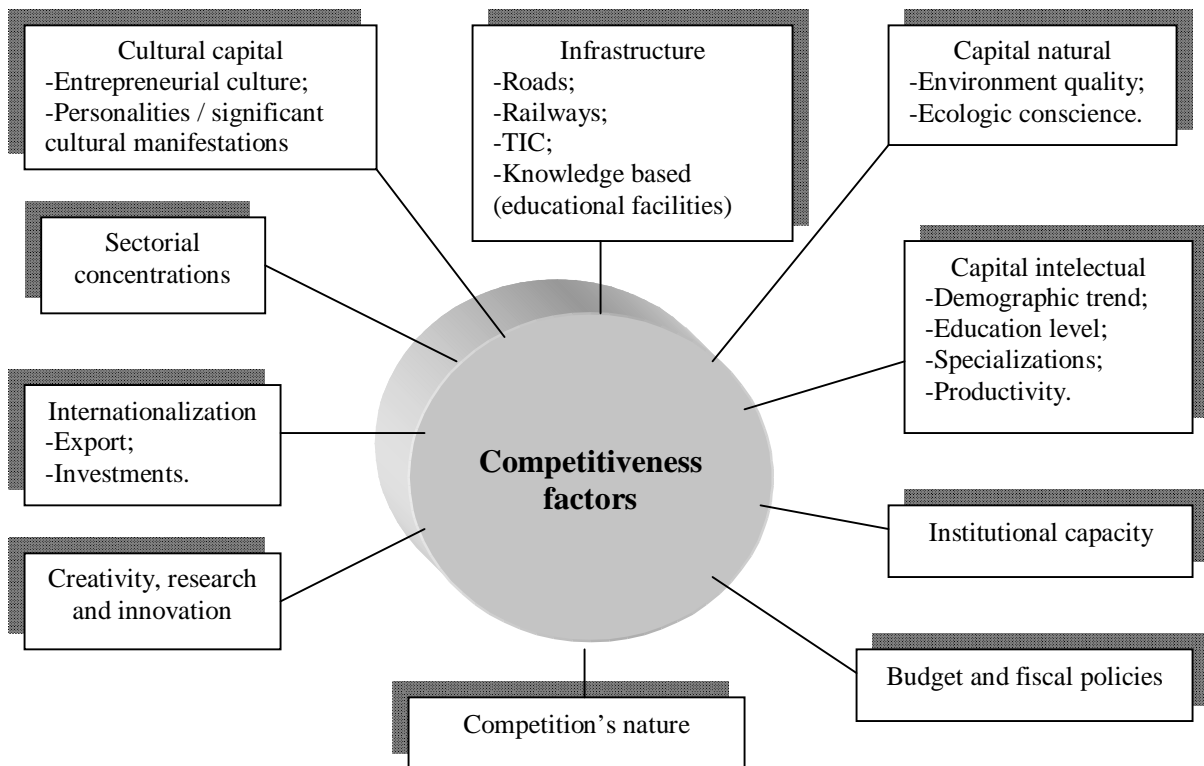 Cultural capital
-Entrepreneurial culture;
-Personalities / significant
cultural manifestations
Infrastructure
-Roads;
-Railways;
-TIC;
-Knowledge based
(educational facilities)
Capital natural
-Environment quality;
-Ecologic conscience.
Sectorial
concentrations
Capital intelectual
-Demographic trend;
-Education level;
-Specializations;
-Productivity.
Internationalization
-Export;
-Investments.
Competitiveness
factors
Institutional capacity
Creativity, research
and innovation
Budget and fiscal policies
Competition’s nature